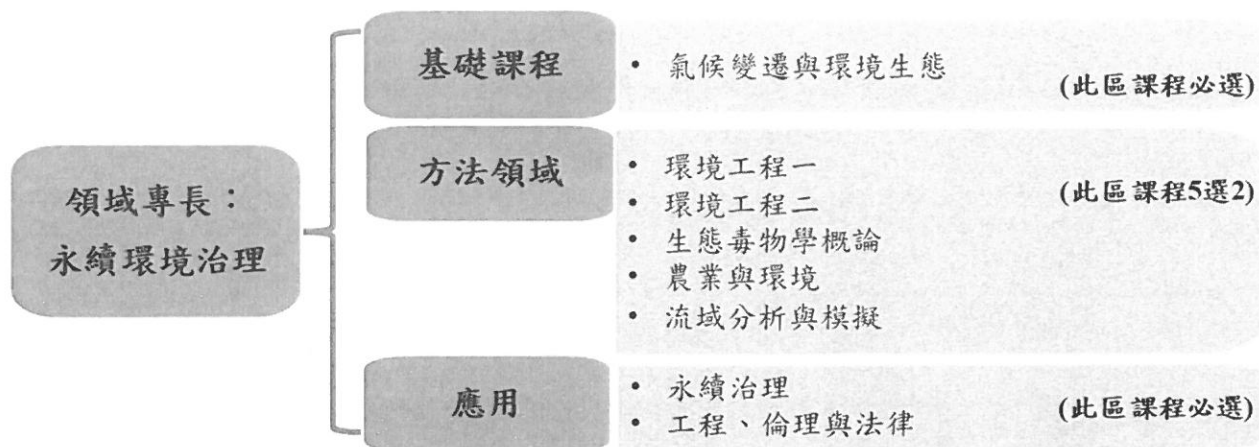 領域專長：
永續環境治理
基礎課程
• 氣候變遷與環境生態
(此區課程必選)
方法領域
• 環境工程一
• 環境工程二
• 生態毒物學概論
• 農業與環境
• 流域分析與模擬
(此區課程5選2)
應用
• 永續治理
• 工程、倫理與法律
(此區課程必選)